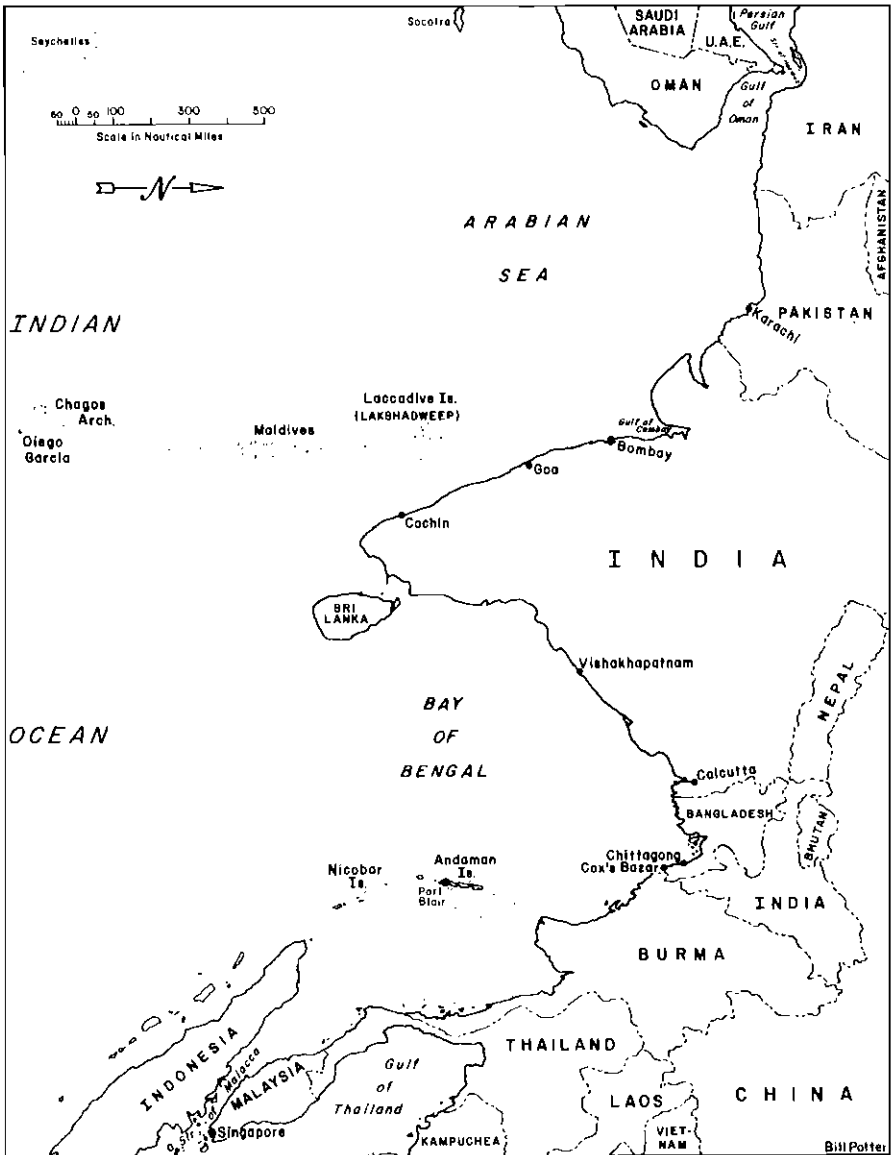 Socotra
SAUDI
ARABIA
Persian
Gulf
Seychelles
U.A.E.
OMAN
Gulf
of
Oman
60 0 50 100 300 500
Scale in Nautical Miles
IRAN
N
ARABIAN
SEA
AFGHANISTAN
INDIAN
PAKISTAN
Karachi
Chagos
Arch.
Diego
Garcia
Maldives
Laccadive Is.
(LAKSHADWEEP)
Gulf of
Cambay
Bombay
Goa
Cochin
INDIA
SRI
LANKA
Vishakhapatnam
NEPAL
BAY
OF
BENGAL
OCEAN
Calcutta
BANGLADESH
BHUTAN
Chittagong
Cox's Bazar
Nicobar
Is.
Andaman
Is.
Port
Blair
INDIA
BURMA
INDONESIA
Str. of Malacca
MALAYSIA
Singapore
Gulf
of
Thailand
THAILAND
LAOS
CHINA
KAMPUCHEA
VIET-
NAM
Bill Potter